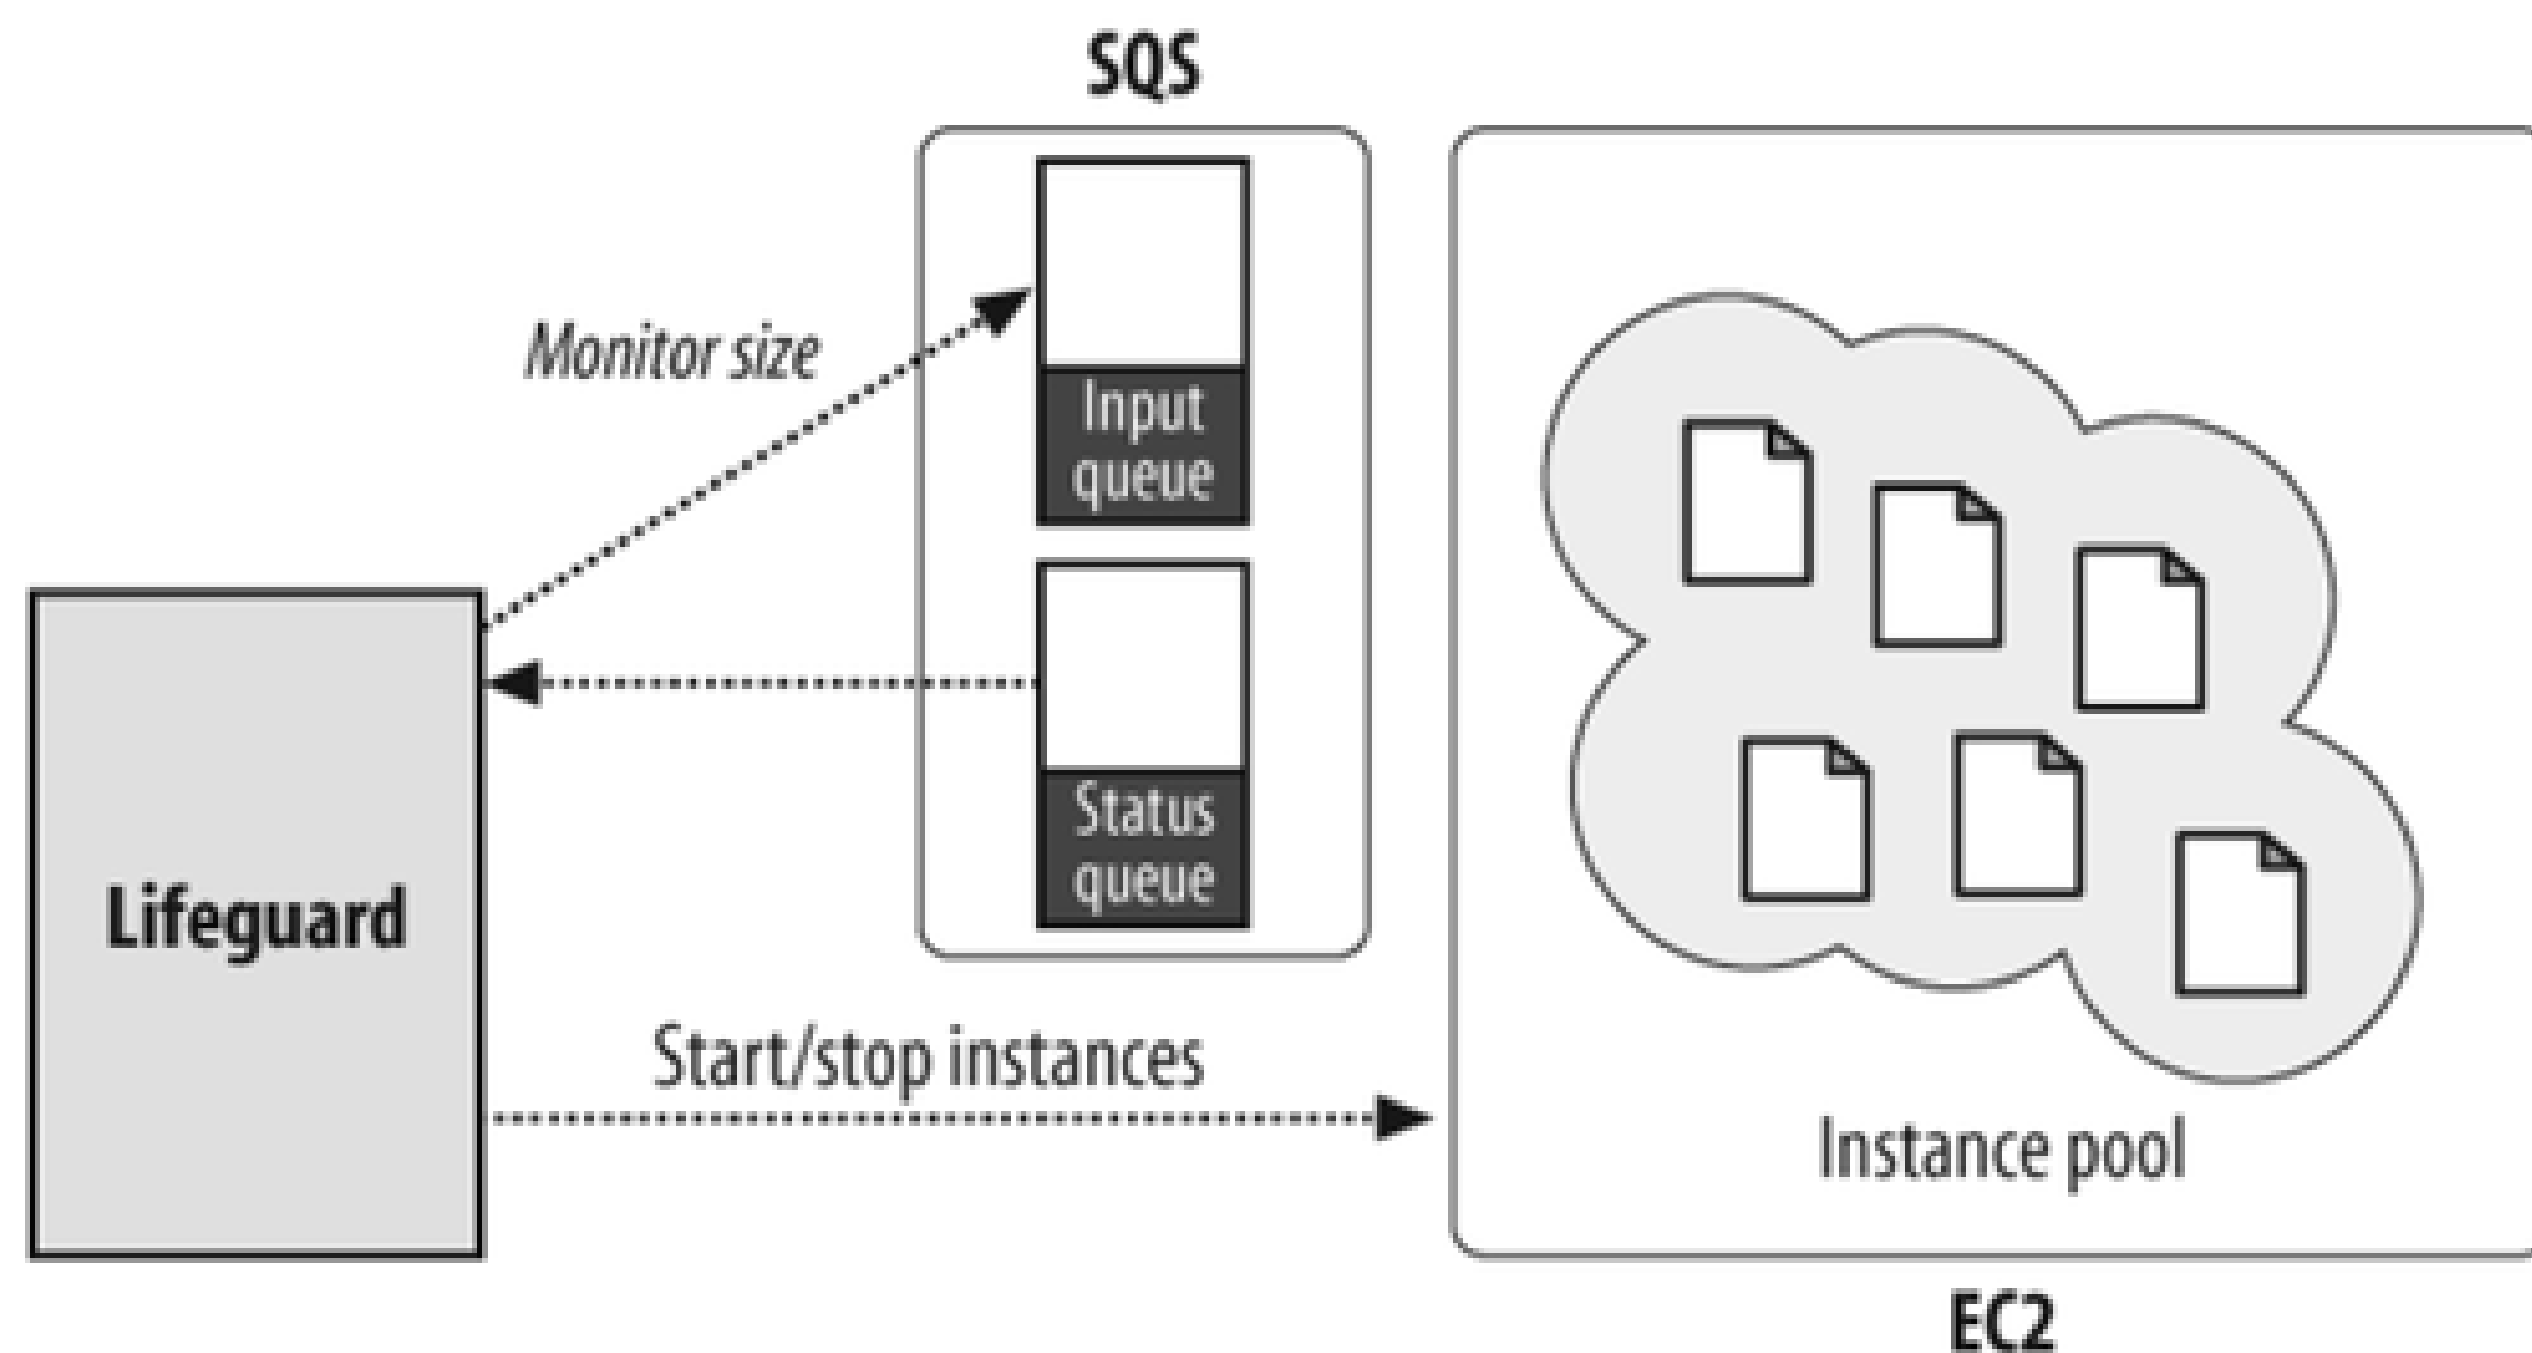 SQS
Monitor size
Input
queue
Status
queue
Lifeguard
Start/stop instances
Instance pool
EC2